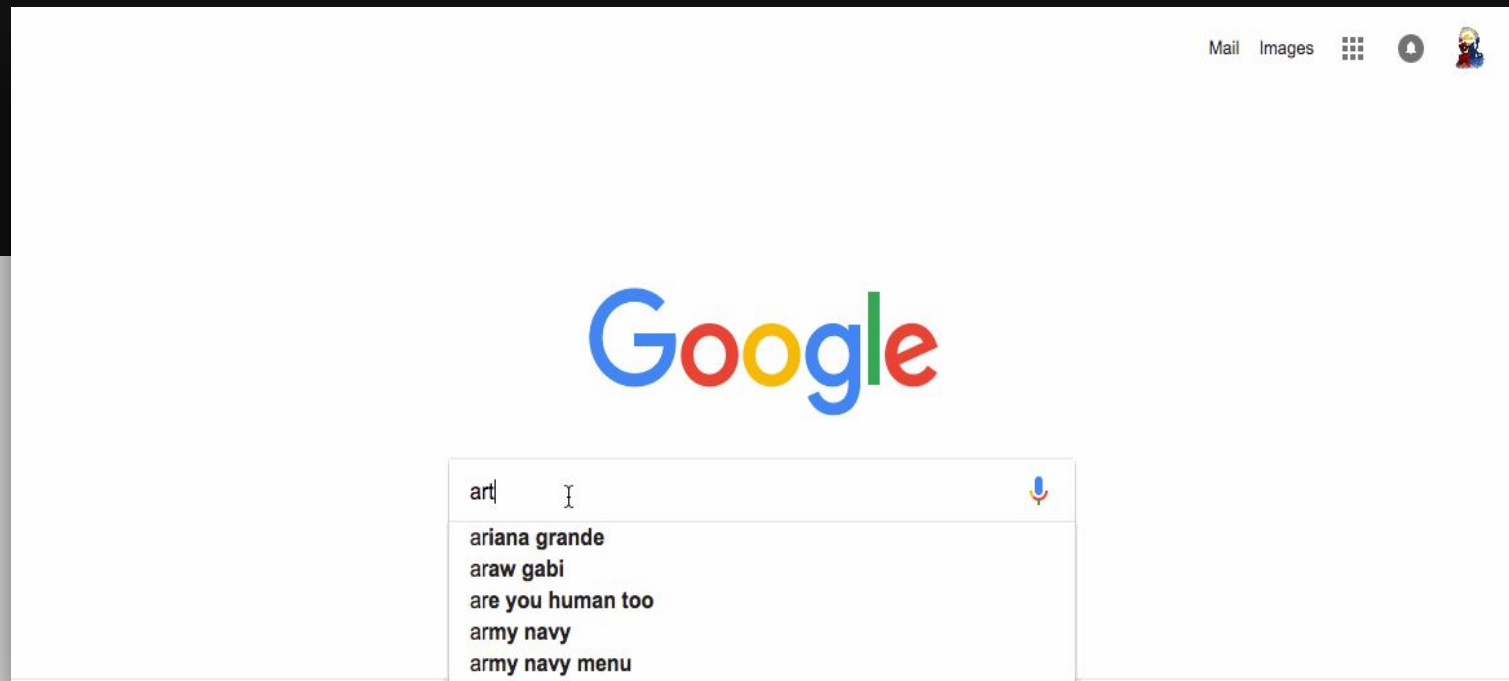 Mail Images
Google
art
ariana grande
araw gabi
are you human too
army navy
army navy menu